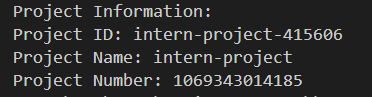 Project Information:
Project ID: intern-project-415606
Project Name: intern-project
Project Number: 1069343014185